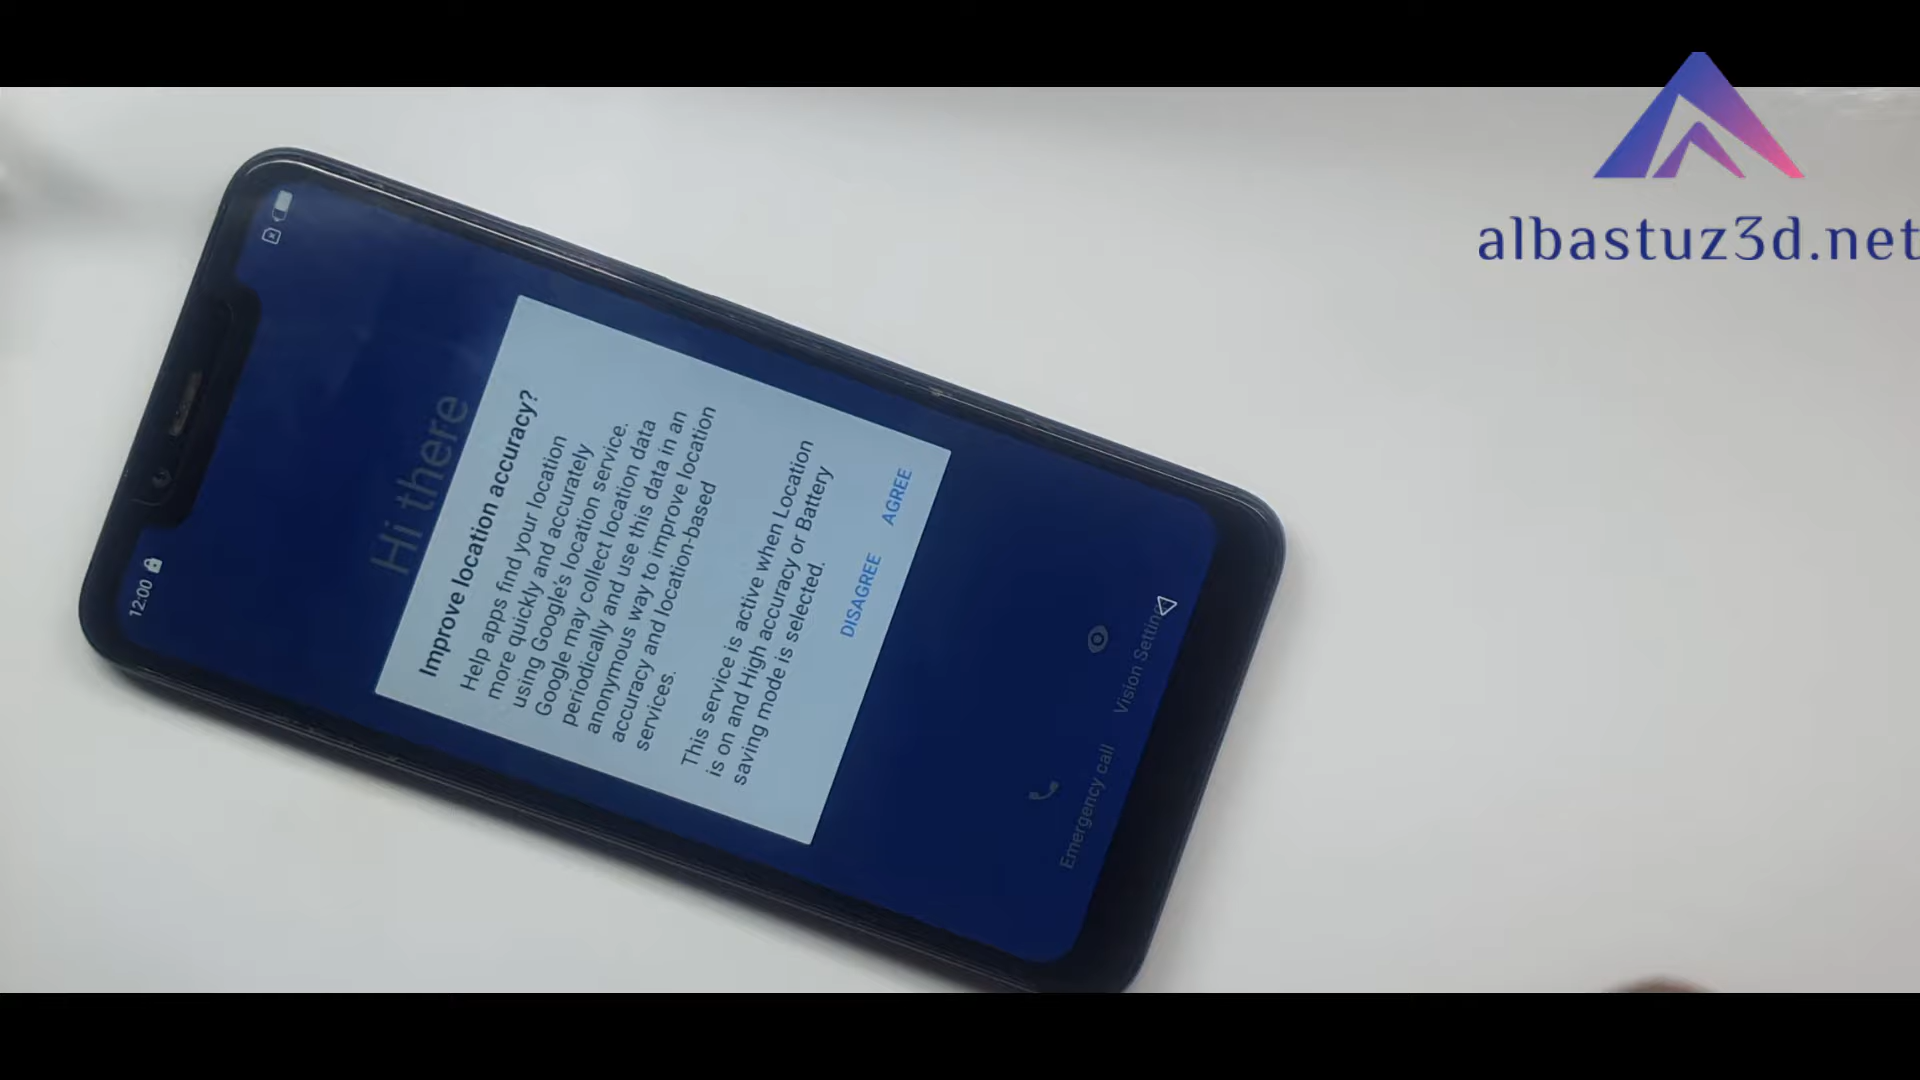 albastuz3d.net
12:00
Hi there
Improve location accuracy?
Help apps find your location
more quickly and accurately
using Google's location service.
Google may collect location data
periodically and use this data in an
anonymous way to improve location
accuracy and location-based
services.
This service is active when Location
is on and High accuracy or Battery
saving mode is selected.
DISAGREE AGREE
Emergency call
Vision Settin